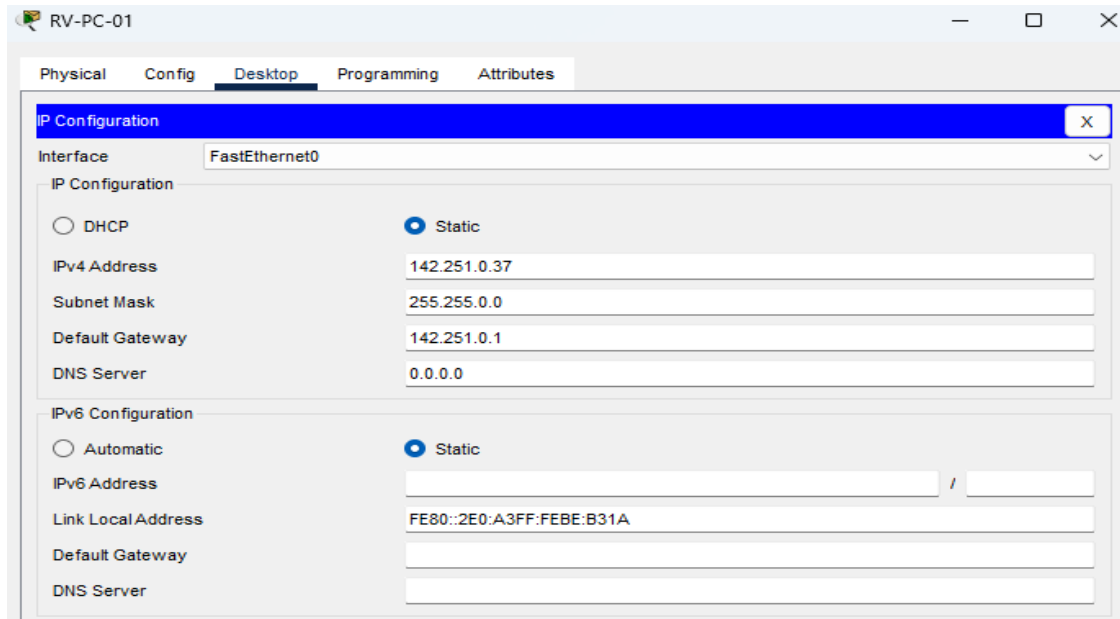 RV-PC-01
Physical Config Desktop Programming Attributes
IP Configuration X
Interface FastEthernet0
IP Configuration
DHCP Static
IPv4 Address 142.251.0.37
Subnet Mask 255.255.0.0
Default Gateway 142.251.0.1
DNS Server 0.0.0.0
IPv6 Configuration
Automatic Static
IPv6 Address /
Link Local Address FE80::2E0:A3FF:FEBE:B31A
Default Gateway
DNS Server